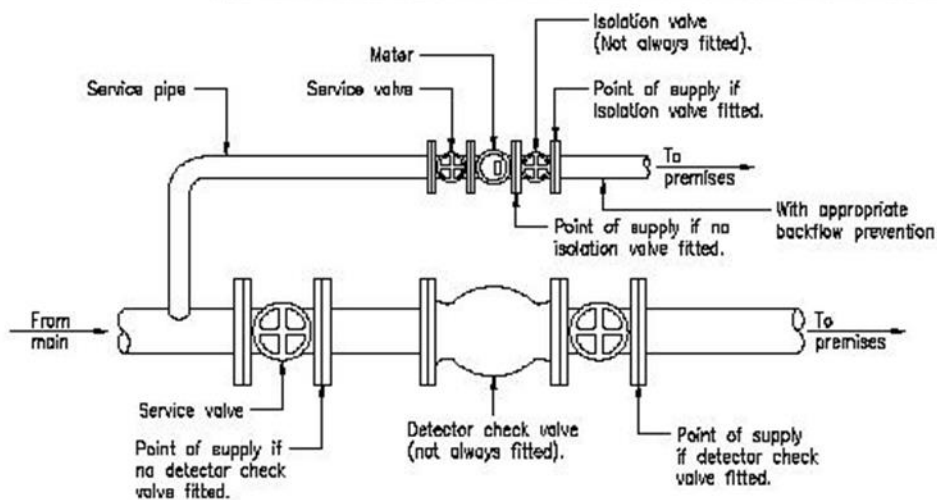 Isolation valve
(Not always fitted).
Meter
Service pipe
Service valve
Point of supply if
isolation valve fitted.
To
premises
With appropriate
backflow prevention
Point of supply if no
isolation valve fitted.
From
main
To
premises
Service valve
Point of supply if
no detector check
valve fitted.
Detector check valve
(not always fitted).
Point of supply
if detector check
valve fitted.